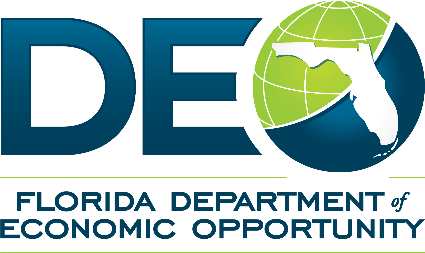 DEO
FLORIDA DEPARTMENT of
ECONOMIC OPPORTUNITY